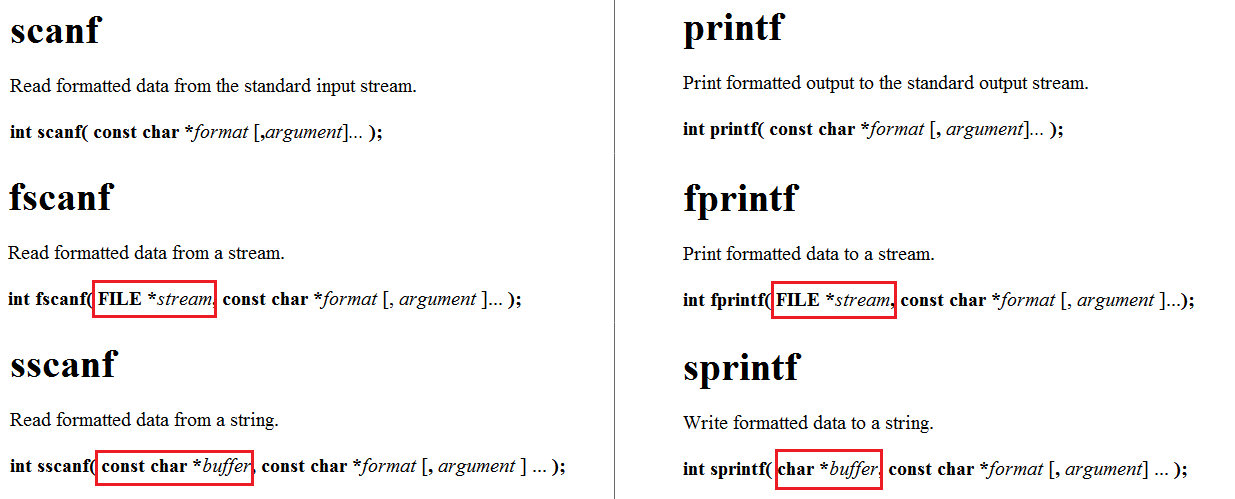 scanf
Read formatted data from the standard input stream.
int scanf( const char *format [,argument]... );
fscanf
Read formatted data from a stream.
int fscanf( FILE *stream, const char *format [, argument ]... );
sscanf
Read formatted data from a string.
int sscanf( const char *buffer, const char *format [, argument ] ... );
printf
Print formatted output to the standard output stream.
int printf( const char *format [, argument]... );
fprintf
Print formatted data to a stream.
int fprintf( FILE *stream, const char *format [, argument ]...);
sprintf
Write formatted data to a string.
int sprintf( char *buffer, const char *format [, argument] ... );